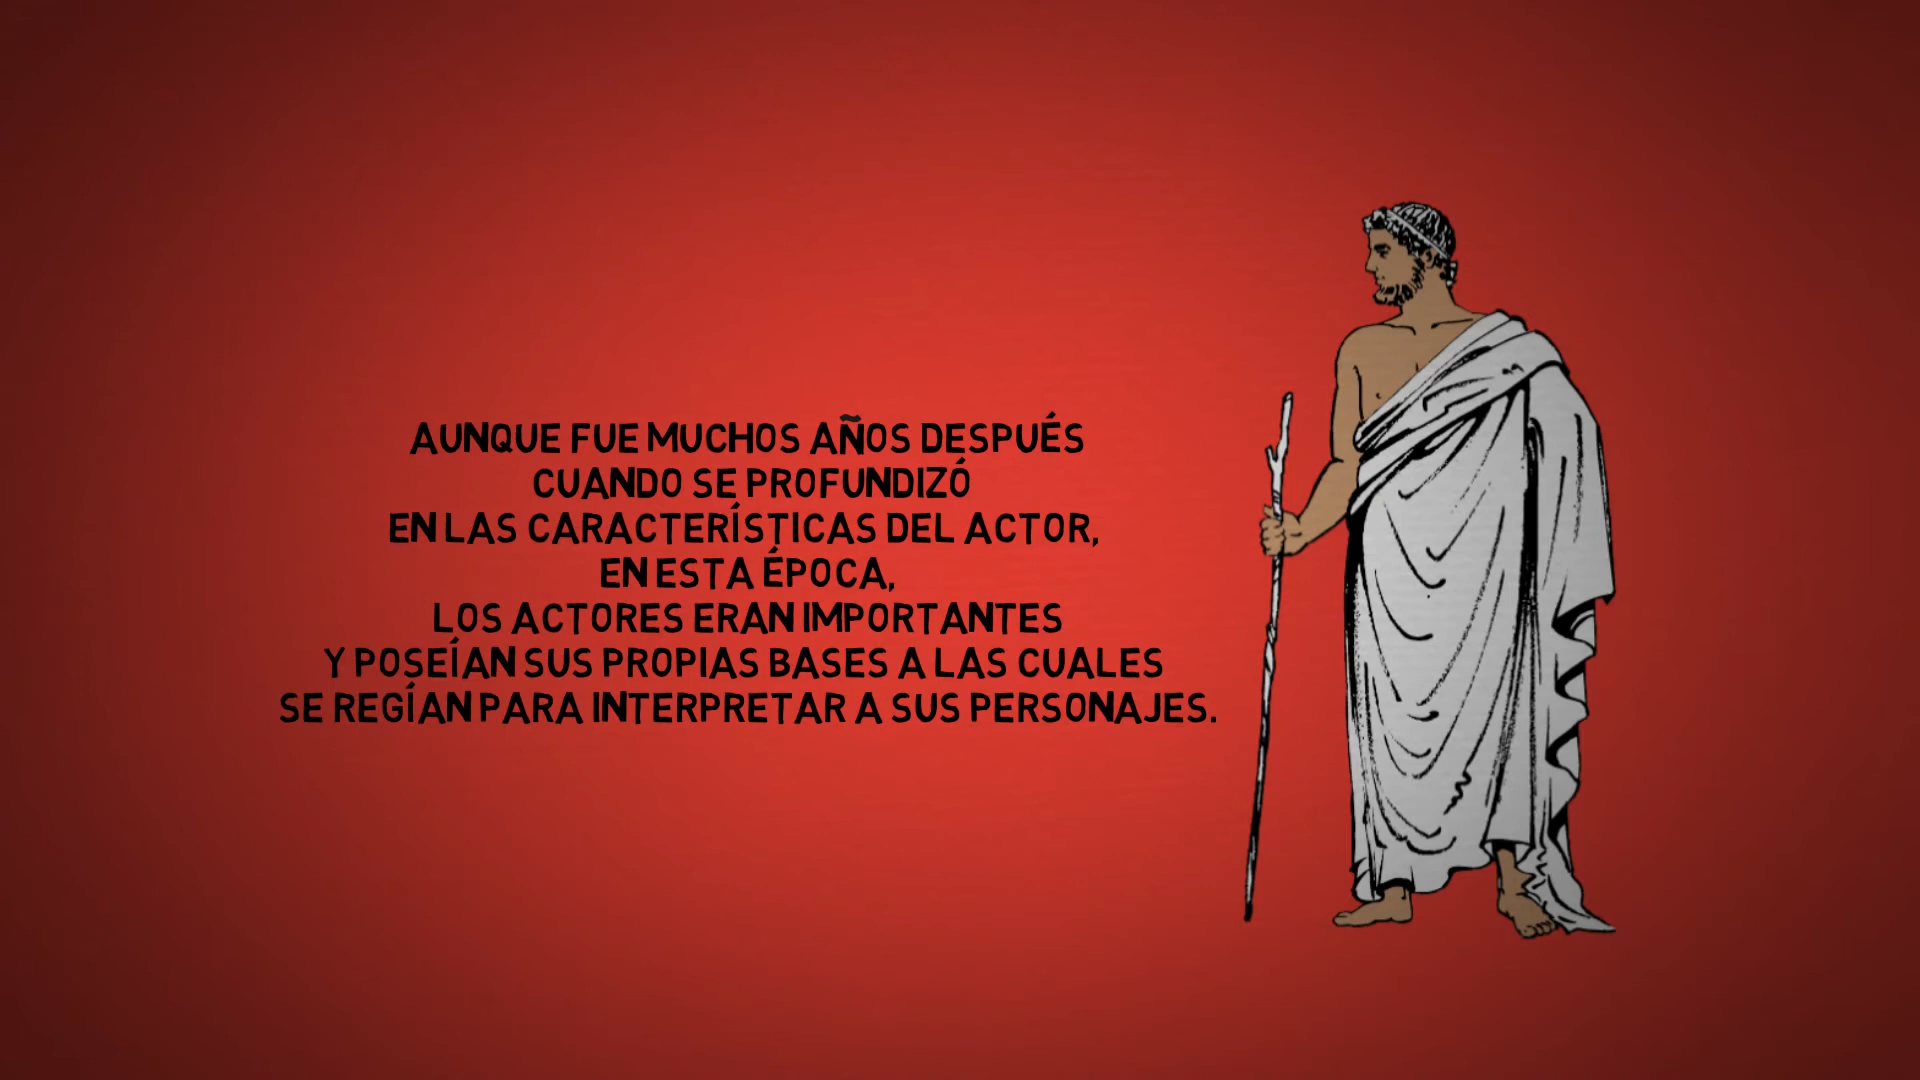 AUNQUE FUE MUCHOS AÑOS DESPUÉS
CUANDO SE PROFUNDIZÓ
EN LAS CARACTERÍSTICAS DEL ACTOR,
EN ESTA ÉPOCA,
LOS ACTORES ERAN IMPORTANTES
Y POSEÍAN SUS PROPIAS BASES A LAS CUALES
SE REGÍAN PARA INTERPRETAR A SUS PERSONAJES.